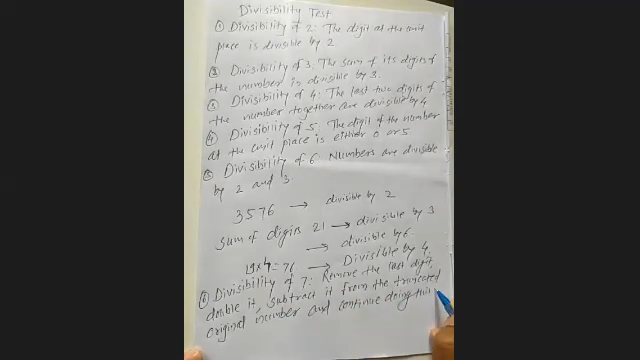 Divisibility Test
① Divisibility of 2: The digit at the unit
place is divisible by 2
② Divisibility of 3. The sum of its digits of
the number is divisible by 3.
③ Divisibility of 4: The last two digits of
the number together are divisible by 4
④ Divisibility of 5: The digit of the number
at the unit place is either 0 or 5
⑤ Divisibility of 6: Numbers are divisible
by 2 and 3.
3576 → divisible by 2
sum of digits 21 → divisible by 3
→ divisible by 6
19 × 4 = 76 → Divisible by 4.
⑥ Divisibility of 7: Remove the last digit,
double it, subtract it from the truncated
original number and continue doing this